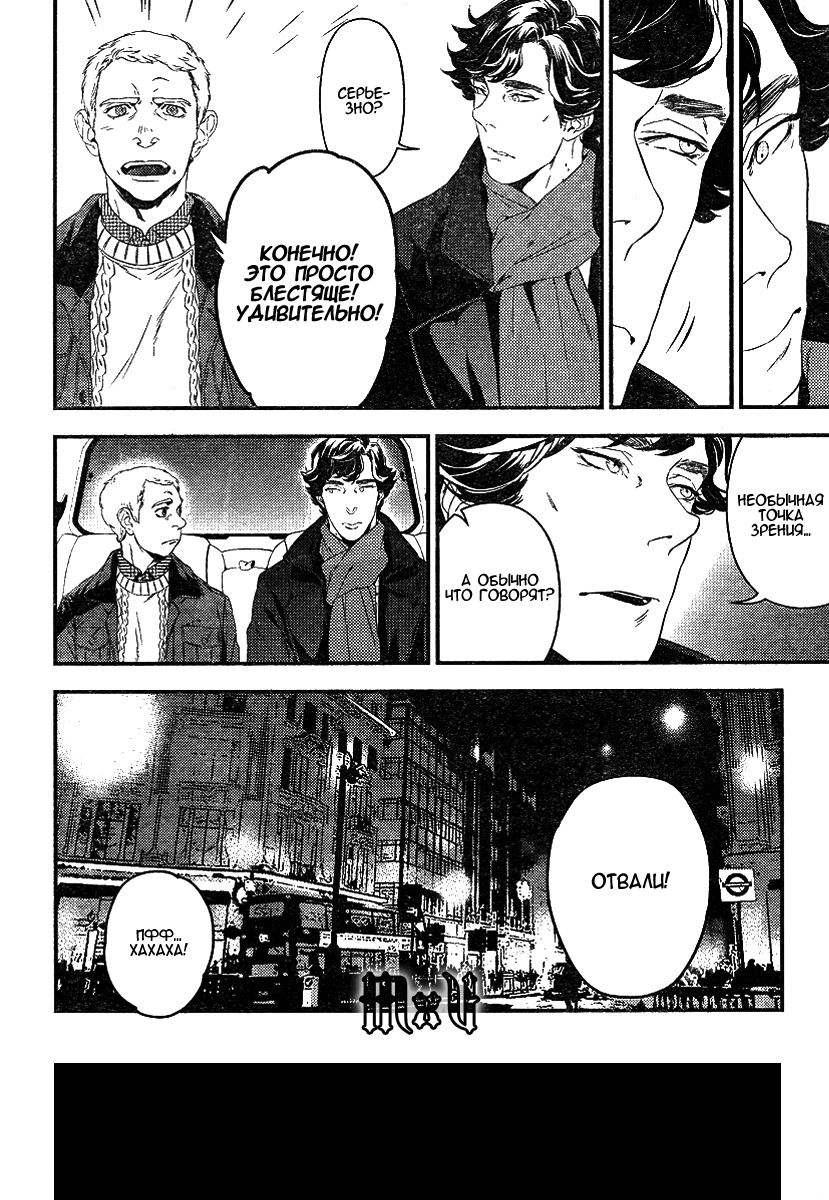 СЕРЬЕ-
ЗНО?
КОНЕЧНО!
ЭТО ПРОСТО
БЛЕСТЯЩЕ!
УДИВИТЕЛЬНО!
НЕОБЫЧНАЯ
ТОЧКА
ЗРЕНИЯ...
А ОБЫЧНО
ЧТО ГОВОРЯТ?
ОТВАЛИ!
ПФФ...
ХАХАХА!